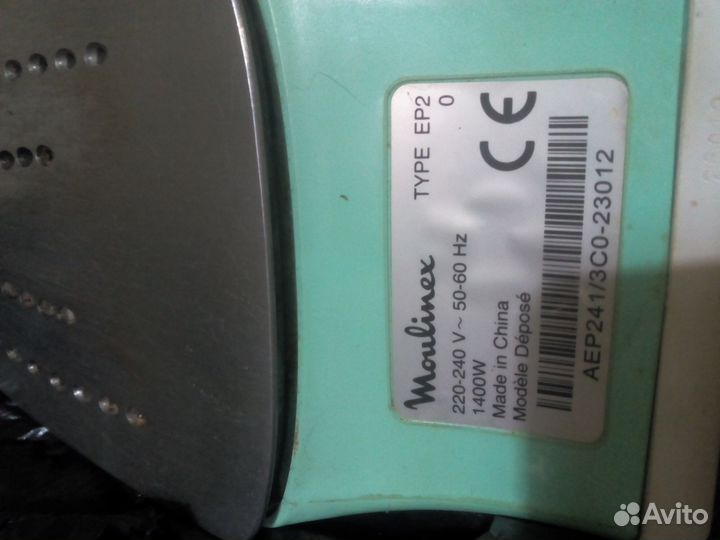 Moulinex TYPE EP2
0
220-240 V ~ 50-60 Hz
1400W
Made in China
Modèle Déposé
CE
AEP241/3C0-23012
Avito